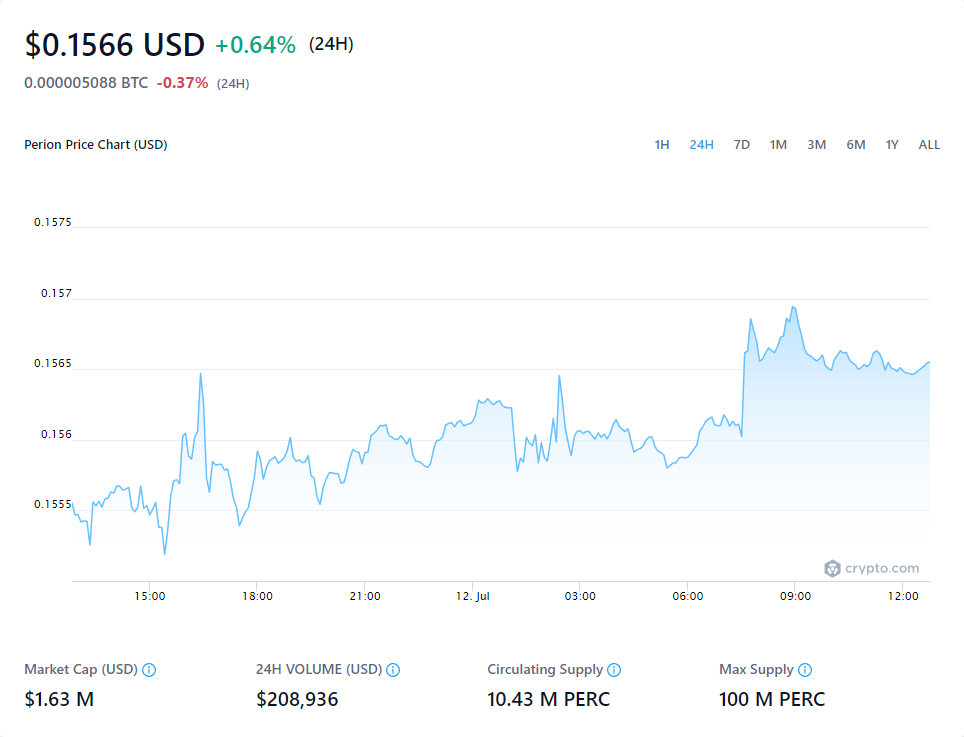 $0.1566 USD +0.64% (24H)
0.000005088 BTC -0.37% (24H)
Perion Price Chart (USD) 1H 24H 7D 1M 3M 6M 1Y ALL
0.1575
0.157
0.1565
0.156
0.1555
crypto.com
15:00 18:00 21:00 12. Jul 03:00 06:00 09:00 12:00
Market Cap (USD) 24H VOLUME (USD) Circulating Supply Max Supply
$1.63 M $208,936 10.43 M PERC 100 M PERC